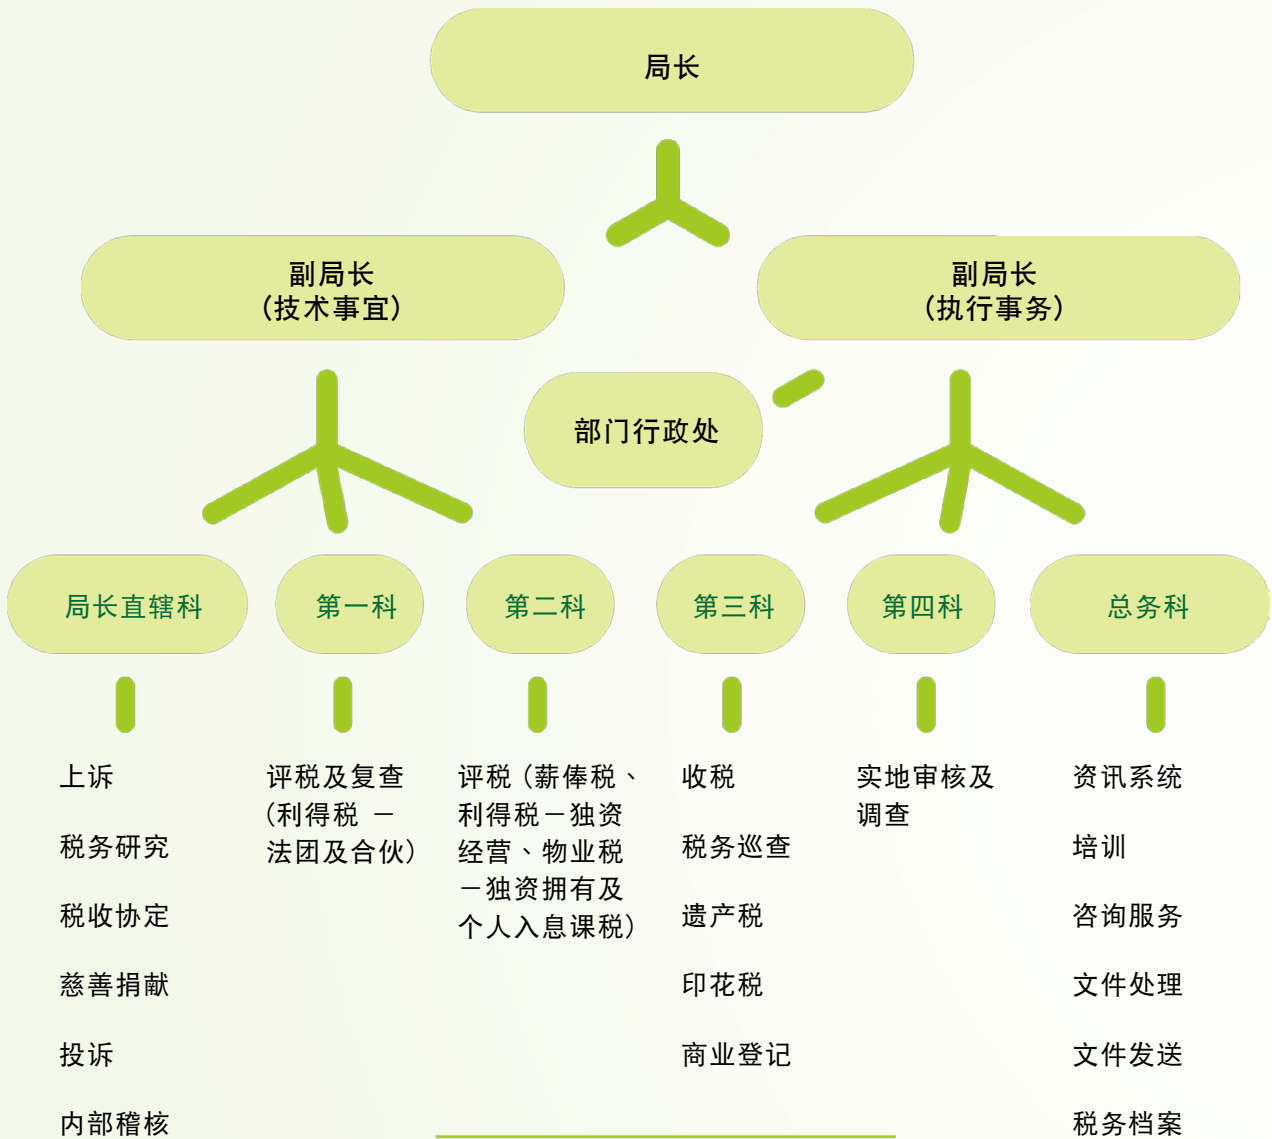 局长
副局长
(技术事宜)
副局长
(执行事务)
部门行政处
局长直辖科
第一科
第二科
第三科
第四科
总务科
上诉
税务研究
税收协定
慈善捐献
投诉
内部稽核
评税及复查
(利得税 －
法团及合伙)
评税(薪俸税、
利得税－独资
经营、物业税
－独资拥有及
个人入息课税)
收税
税务巡查
遗产税
印花税
商业登记
实地审核及
调查
资讯系统
培训
咨询服务
文件处理
文件发送
税务档案